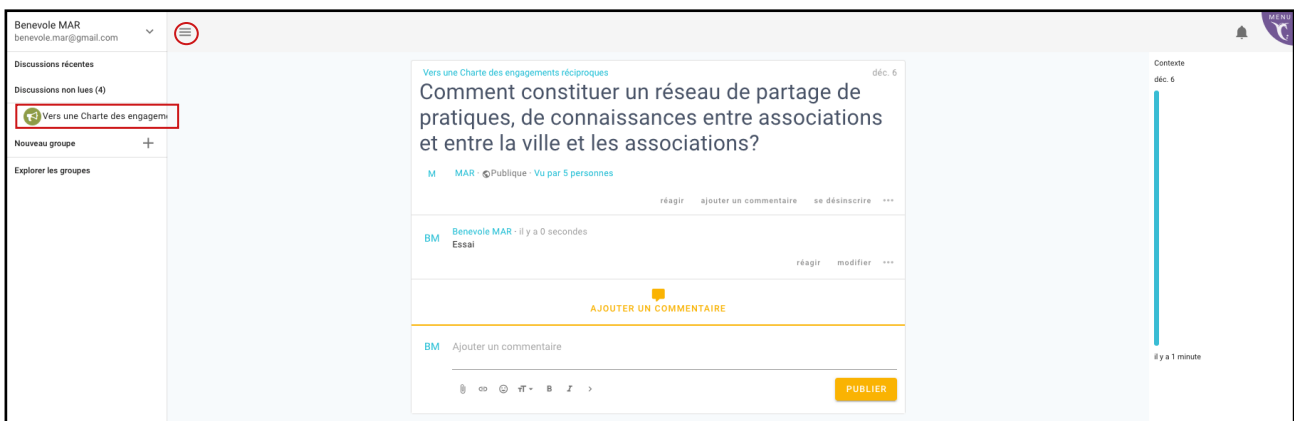 Benevole MAR
benevole.mar@gmail.com
MENU
Discussions récentes
Discussions non lues (4)
Vers une Charte des engagem
Nouveau groupe
Explorer les groupes
Vers une Charte des engagements réciproques
déc. 6
Comment constituer un réseau de partage de
pratiques, de connaissances entre associations
et entre la ville et les associations?
M MAR · Publique · Vu par 5 personnes
réagir ajouter un commentaire se désinscrire
BM
Benevole MAR · il y a 0 secondes
Essai
réagir modifier
AJOUTER UN COMMENTAIRE
BM Ajouter un commentaire
B I
PUBLIER
Contexte
déc. 6
il y a 1 minute